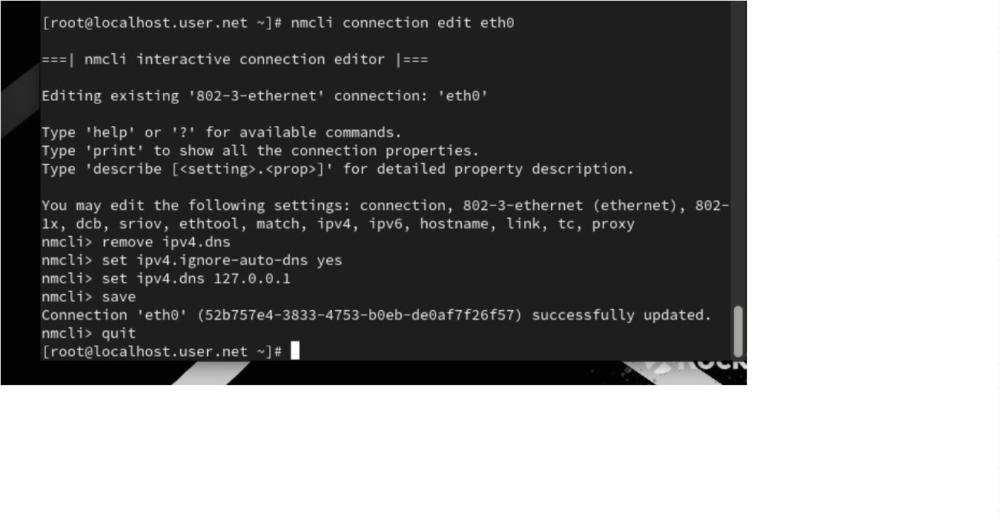 [root@localhost.user.net ~]# nmcli connection edit eth0
===| nmcli interactive connection editor |===
Editing existing '802-3-ethernet' connection: 'eth0'
Type 'help' or '?' for available commands.
Type 'print' to show all the connection properties.
Type 'describe [<setting>.<prop>]' for detailed property description.
You may edit the following settings: connection, 802-3-ethernet (ethernet), 802-
1x, dcb, sriov, ethtool, match, ipv4, ipv6, hostname, link, tc, proxy
nmcli> remove ipv4.dns
nmcli> set ipv4.ignore-auto-dns yes
nmcli> set ipv4.dns 127.0.0.1
nmcli> save
Connection 'eth0' (52b757e4-3833-4753-b0eb-de0af7f26f57) successfully updated.
nmcli> quit
[root@localhost.user.net ~]#